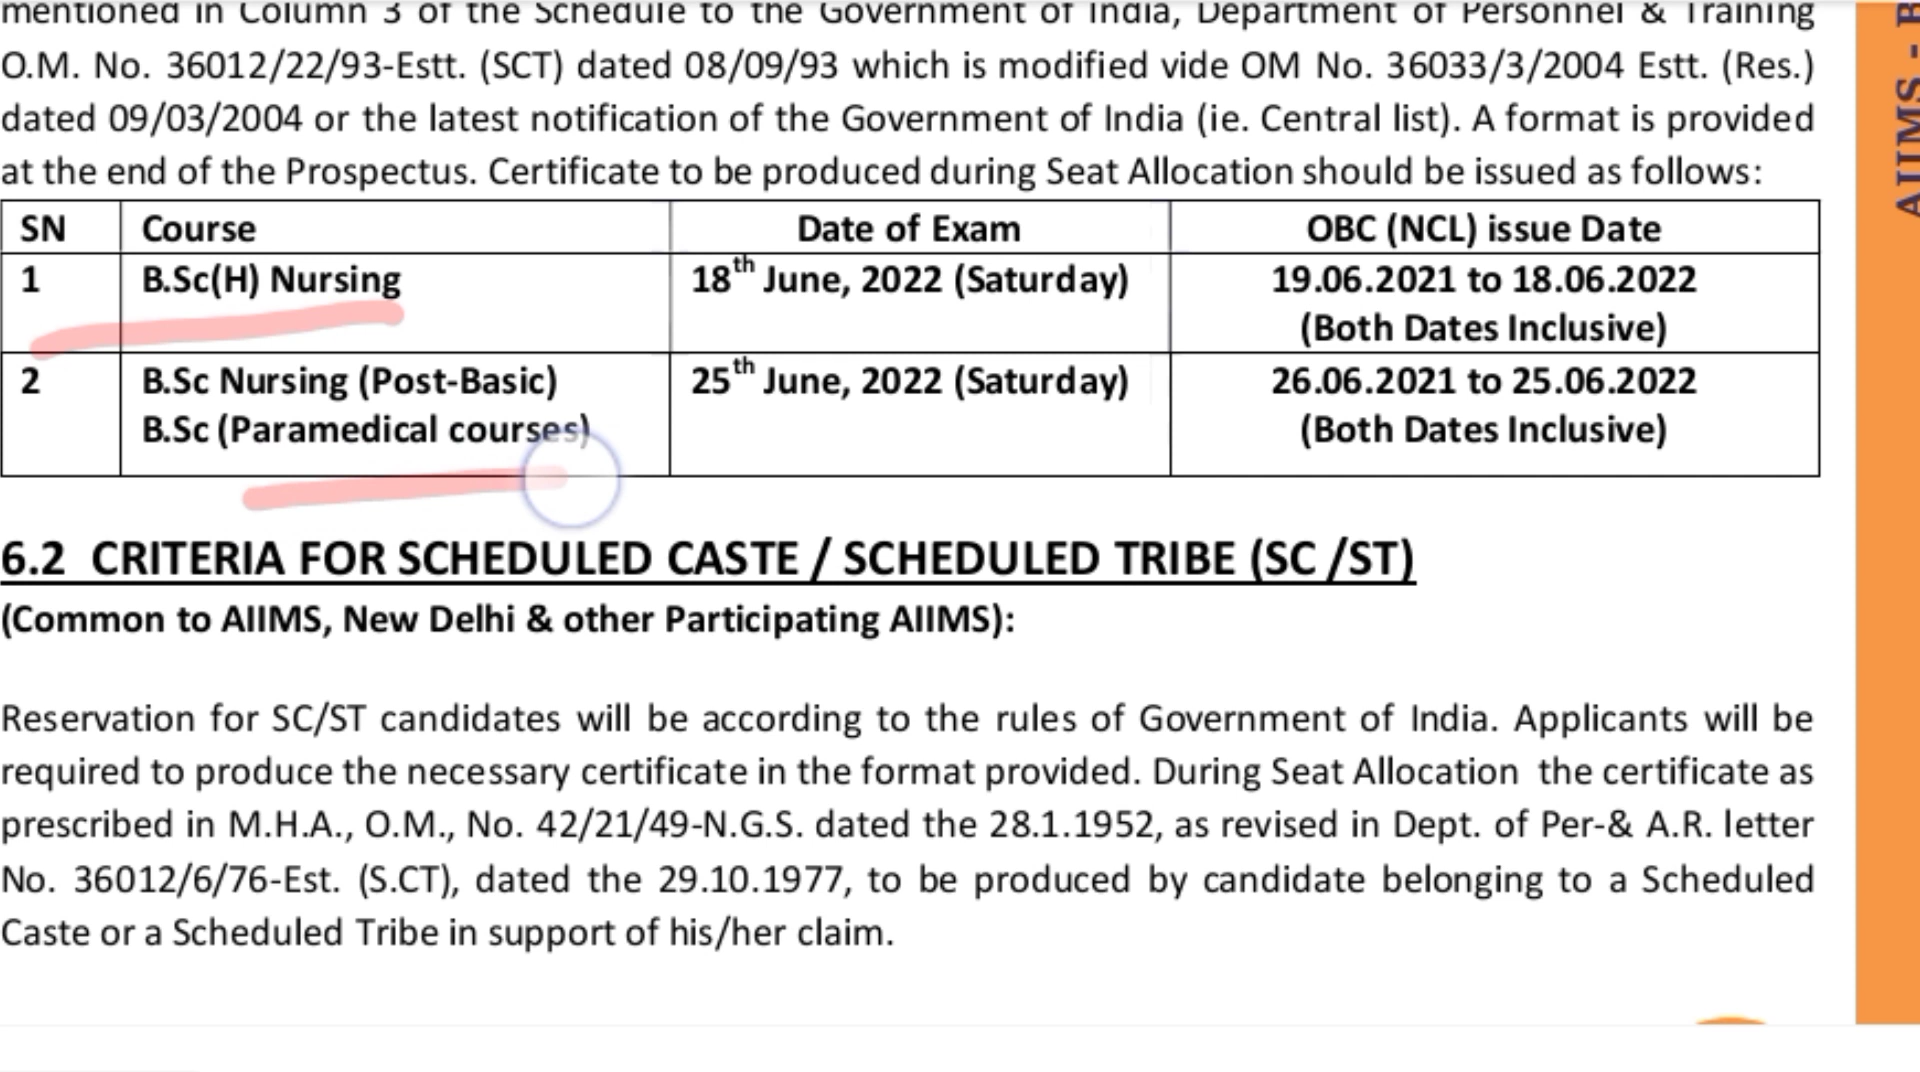 mentioned in Column 3 of the Schedule to the Government of India, Department of Personnel & Training
O.M. No. 36012/22/93-Estt. (SCT) dated 08/09/93 which is modified vide OM No. 36033/3/2004 Estt. (Res.)
dated 09/03/2004 or the latest notification of the Government of India (ie. Central list). A format is provided
at the end of the Prospectus. Certificate to be produced during Seat Allocation should be issued as follows:
SN Course Date of Exam OBC (NCL) issue Date
1 B.Sc(H) Nursing 18th June, 2022 (Saturday) 19.06.2021 to 18.06.2022
(Both Dates Inclusive)
2 B.Sc Nursing (Post-Basic) 25th June, 2022 (Saturday) 26.06.2021 to 25.06.2022
B.Sc (Paramedical courses) (Both Dates Inclusive)
6.2 CRITERIA FOR SCHEDULED CASTE / SCHEDULED TRIBE (SC /ST)
(Common to AIIMS, New Delhi & other Participating AIIMS):
Reservation for SC/ST candidates will be according to the rules of Government of India. Applicants will be
required to produce the necessary certificate in the format provided. During Seat Allocation the certificate as
prescribed in M.H.A., O.M., No. 42/21/49-N.G.S. dated the 28.1.1952, as revised in Dept. of Per-& A.R. letter
No. 36012/6/76-Est. (S.CT), dated the 29.10.1977, to be produced by candidate belonging to a Scheduled
Caste or a Scheduled Tribe in support of his/her claim.
AIIMS -